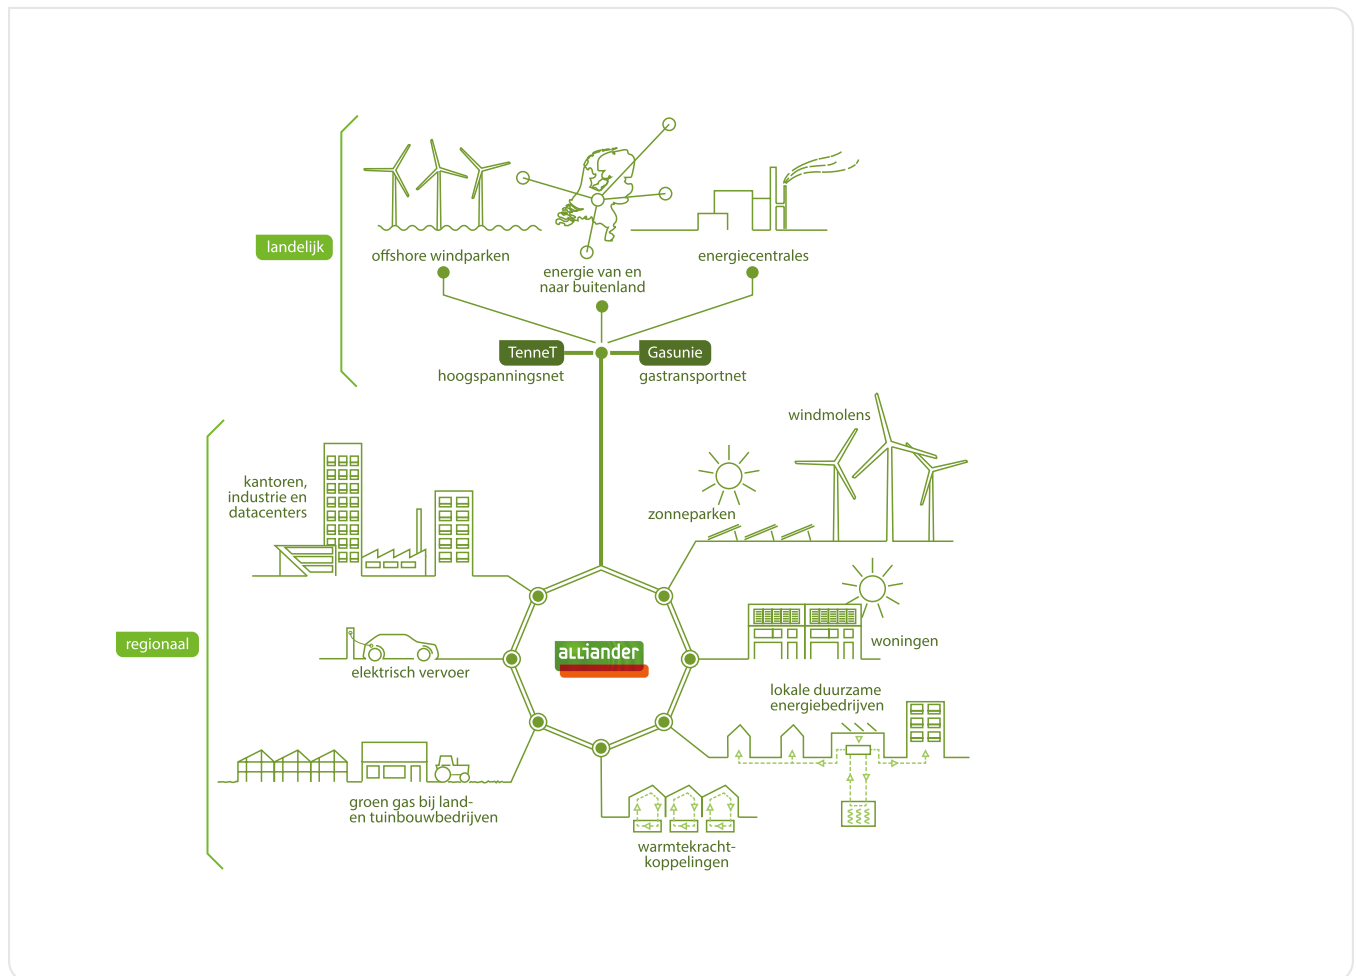 landelijk
offshore windparken
energie van en
naar buitenland
energiecentrales
TenneT
hoogspanningsnet
Gasunie
gastransportnet
regionaal
kantoren,
industrie en
datacenters
windmolens
zonneparken
elektrisch vervoer
alliander
woningen
lokale duurzame
energiebedrijven
groen gas bij land-
en tuinbouwbedrijven
warmtekracht-
koppelingen